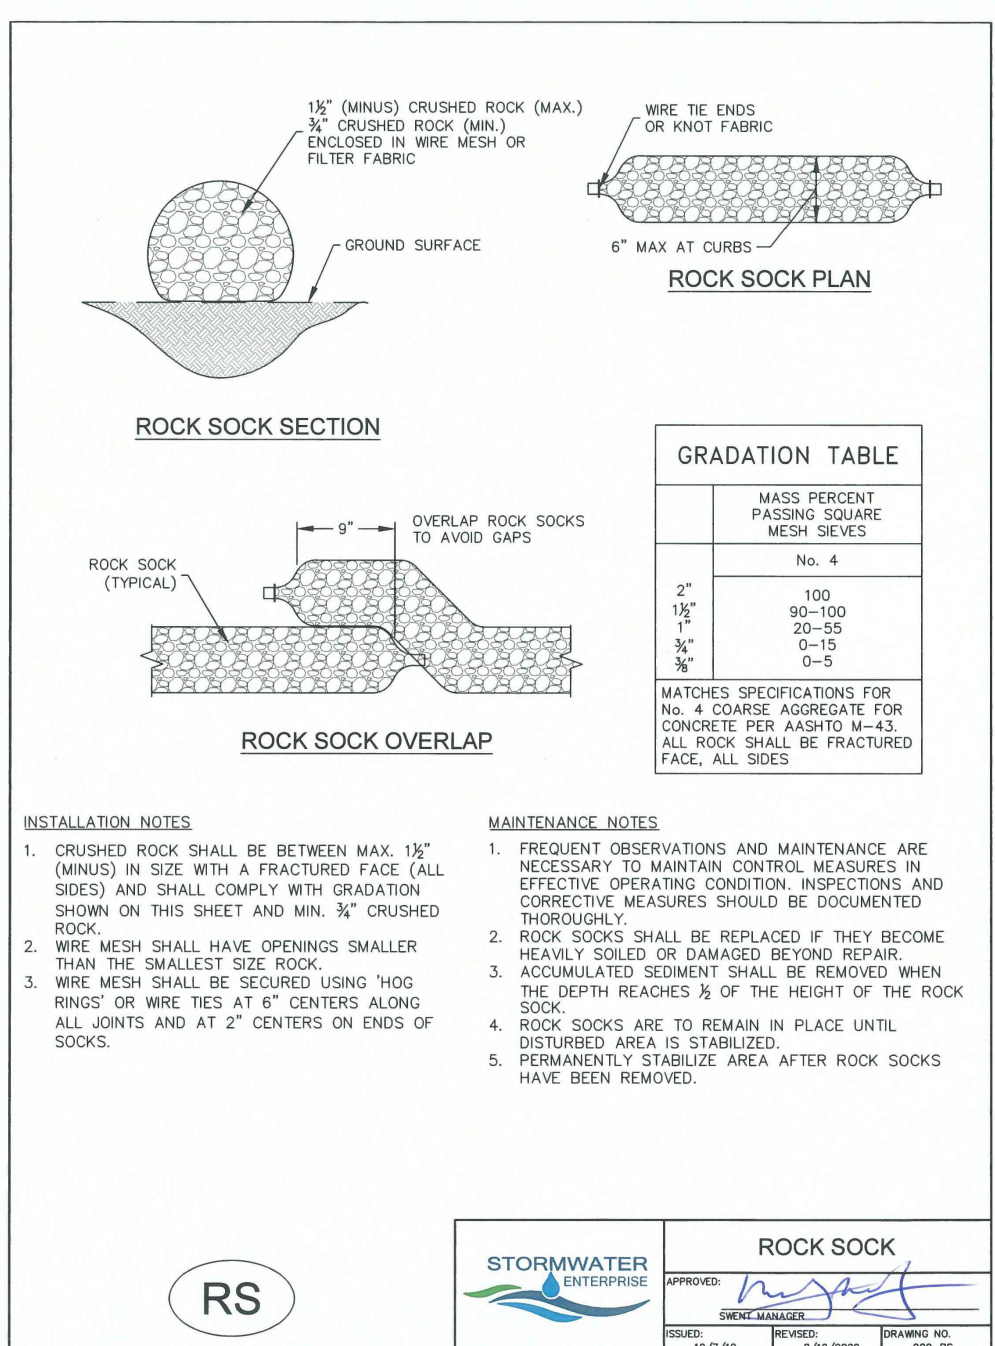 1½" (MINUS) CRUSHED ROCK (MAX.)
¾" CRUSHED ROCK (MIN.)
ENCLOSED IN WIRE MESH OR
FILTER FABRIC
GROUND SURFACE
ROCK SOCK SECTION
WIRE TIE ENDS
OR KNOT FABRIC
6" MAX AT CURBS
ROCK SOCK PLAN
9"
OVERLAP ROCK SOCKS
TO AVOID GAPS
ROCK SOCK
(TYPICAL)
ROCK SOCK OVERLAP
GRADATION TABLE
MASS PERCENT
PASSING SQUARE
MESH SIEVES
No. 4
2" 100
1½" 90-100
1" 20-55
¾" 0-15
⅜" 0-5
MATCHES SPECIFICATIONS FOR
No. 4 COARSE AGGREGATE FOR
CONCRETE PER AASHTO M-43.
ALL ROCK SHALL BE FRACTURED
FACE, ALL SIDES
INSTALLATION NOTES
1. CRUSHED ROCK SHALL BE BETWEEN MAX. 1½"
(MINUS) IN SIZE WITH A FRACTURED FACE (ALL
SIDES) AND SHALL COMPLY WITH GRADATION
SHOWN ON THIS SHEET AND MIN. ¾" CRUSHED
ROCK.
2. WIRE MESH SHALL HAVE OPENINGS SMALLER
THAN THE SMALLEST SIZE ROCK.
3. WIRE MESH SHALL BE SECURED USING 'HOG
RINGS' OR WIRE TIES AT 6" CENTERS ALONG
ALL JOINTS AND AT 2" CENTERS ON ENDS OF
SOCKS.
MAINTENANCE NOTES
1. FREQUENT OBSERVATIONS AND MAINTENANCE ARE
NECESSARY TO MAINTAIN CONTROL MEASURES IN
EFFECTIVE OPERATING CONDITION. INSPECTIONS AND
CORRECTIVE MEASURES SHOULD BE DOCUMENTED
THOROUGHLY.
2. ROCK SOCKS SHALL BE REPLACED IF THEY BECOME
HEAVILY SOILED OR DAMAGED BEYOND REPAIR.
3. ACCUMULATED SEDIMENT SHALL BE REMOVED WHEN
THE DEPTH REACHES ½ OF THE HEIGHT OF THE ROCK
SOCK.
4. ROCK SOCKS ARE TO REMAIN IN PLACE UNTIL
DISTURBED AREA IS STABILIZED.
5. PERMANENTLY STABILIZE AREA AFTER ROCK SOCKS
HAVE BEEN REMOVED.
RS
STORMWATER
ENTERPRISE
ROCK SOCK
APPROVED:
SWENT MANAGER
ISSUED:
REVISED:
DRAWING NO.